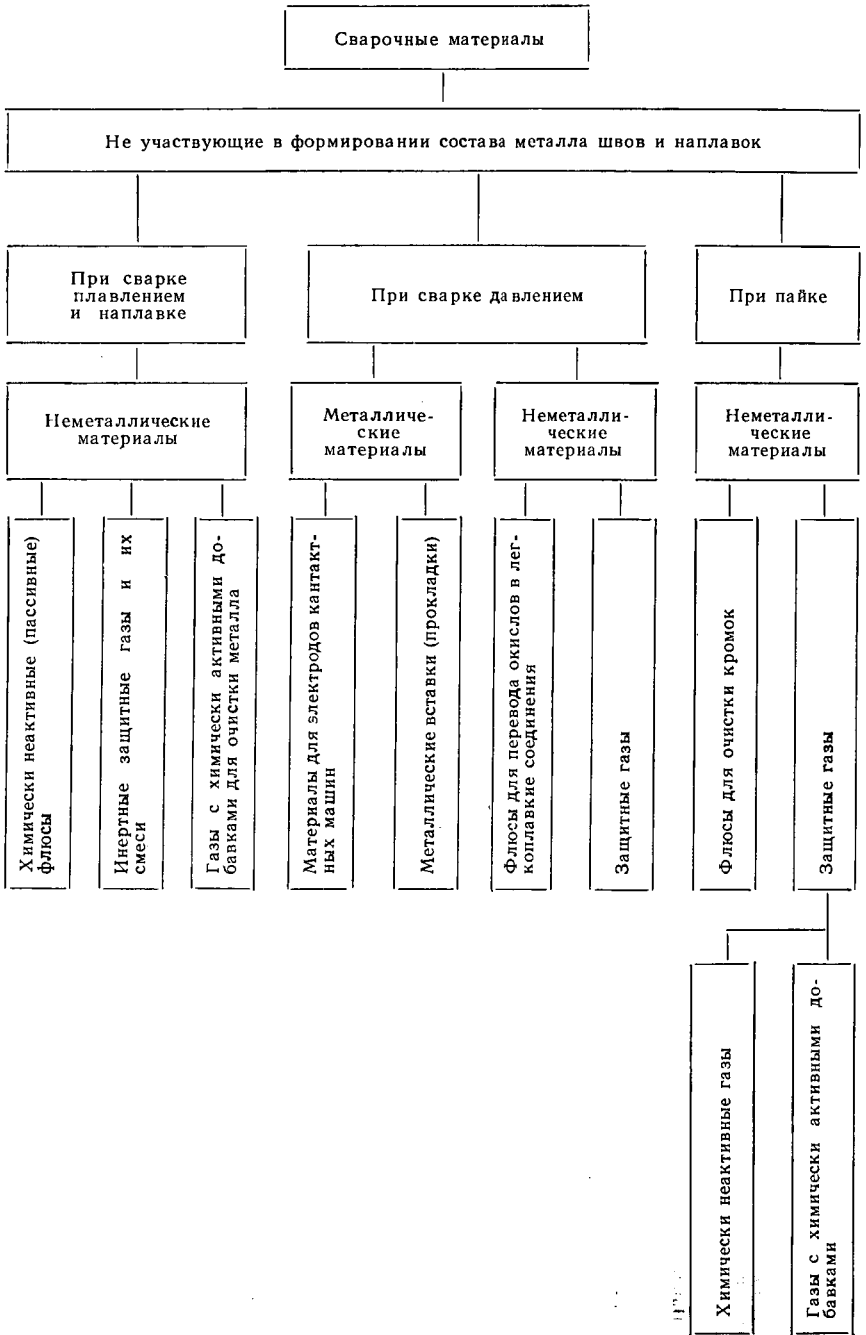 Сварочные материалы
Не участвующие в формировании состава металла швов и наплавок
При сварке
плавлением
и наплавке
При сварке давлением
При пайке
Неметаллические
материалы
Металличе-
ские
материалы
Неметалли-
ческие
материалы
Неметалли-
ческие
материалы
Химически неактивные (пассивные)
флюсы
Инертные защитные газы и их
смеси
Газы с химически активными до-
бавками для очистки металла
Материалы для электродов кантакт-
ных машин
Металлические вставки (прокладки)
Флюсы для перевода окислов в лег-
коплавкие соединения
Защитные газы
Флюсы для очистки кромок
Защитные газы
Химически неактивные газы
Газы с химически активными до-
бавками